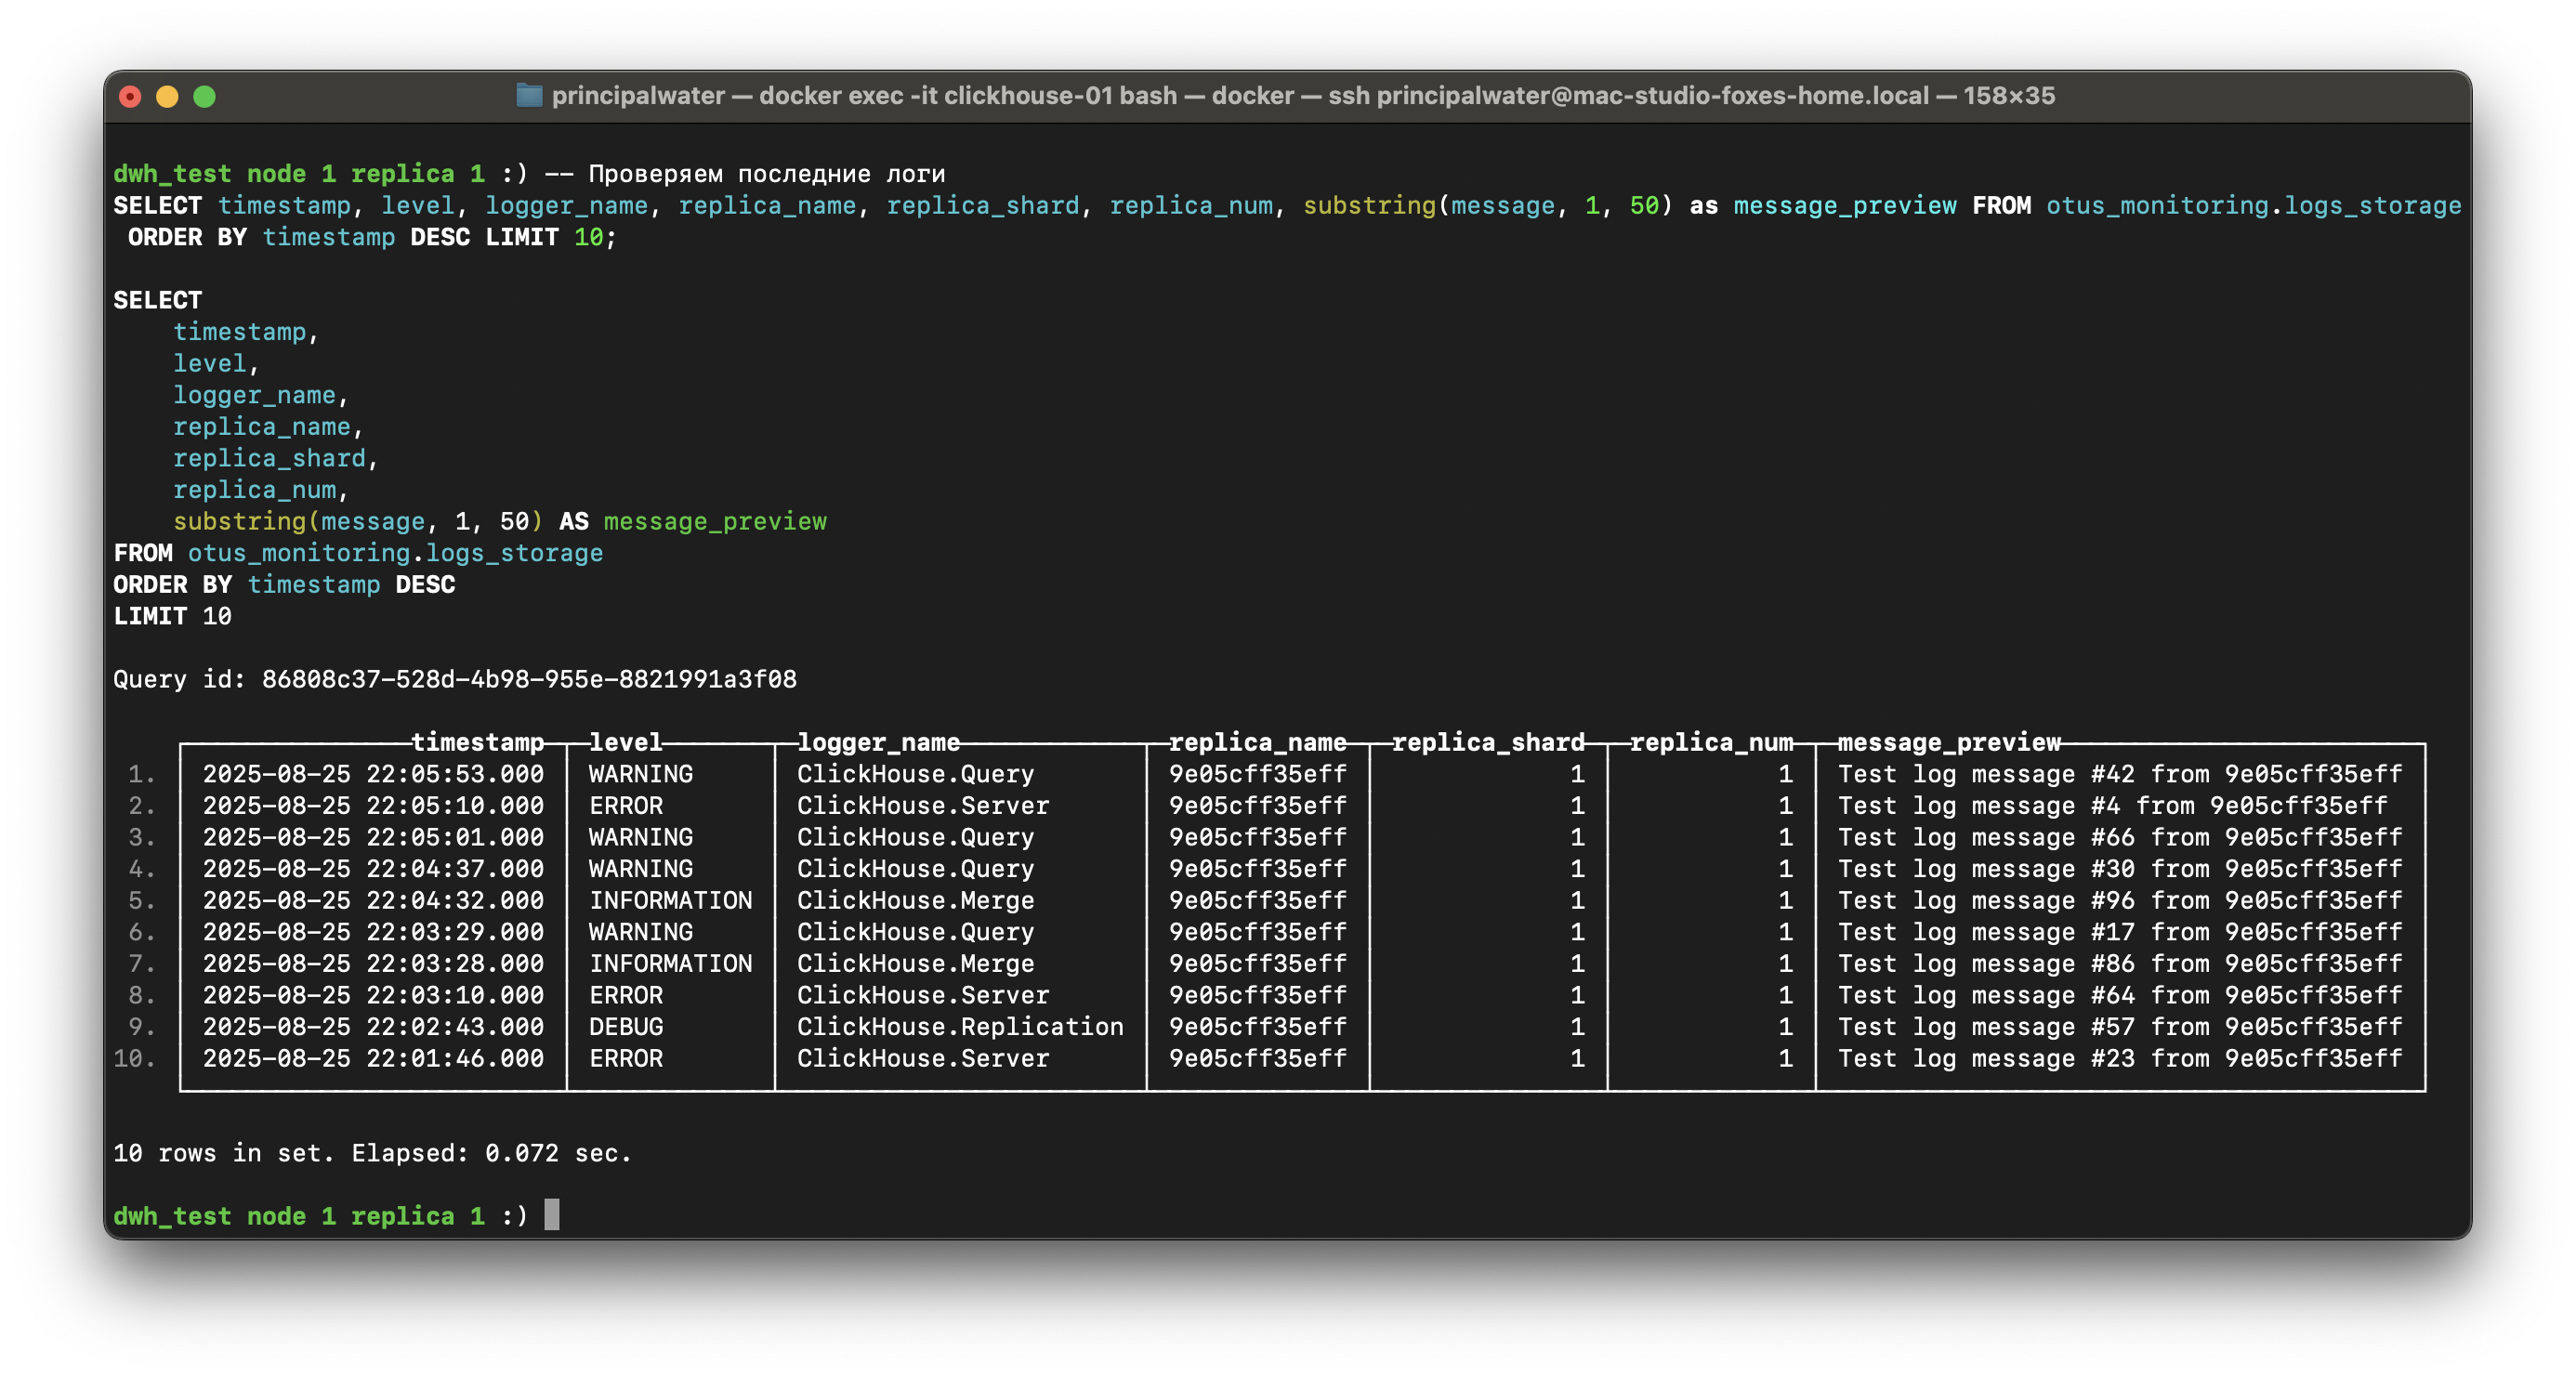 principalwater — docker exec -it clickhouse-01 bash — docker — ssh principalwater@mac-studio-foxes-home.local — 158×35
dwh_test node 1 replica 1 :) -- Проверяем последние логи
SELECT timestamp, level, logger_name, replica_name, replica_shard, replica_num, substring(message, 1, 50) as message_preview FROM otus_monitoring.logs_storage
ORDER BY timestamp DESC LIMIT 10;
SELECT
timestamp,
level,
logger_name,
replica_name,
replica_shard,
replica_num,
substring(message, 1, 50) AS message_preview
FROM otus_monitoring.logs_storage
ORDER BY timestamp DESC
LIMIT 10
Query id: 86808c37-528d-4b98-955e-8821991a3f08
timestamp level logger_name replica_name replica_shard replica_num message_preview
1. 2025-08-25 22:05:53.000 WARNING ClickHouse.Query 9e05cff35eff 1 1 Test log message #42 from 9e05cff35eff
2. 2025-08-25 22:05:10.000 ERROR ClickHouse.Server 9e05cff35eff 1 1 Test log message #4 from 9e05cff35eff
3. 2025-08-25 22:05:01.000 WARNING ClickHouse.Query 9e05cff35eff 1 1 Test log message #66 from 9e05cff35eff
4. 2025-08-25 22:04:37.000 WARNING ClickHouse.Query 9e05cff35eff 1 1 Test log message #30 from 9e05cff35eff
5. 2025-08-25 22:04:32.000 INFORMATION ClickHouse.Merge 9e05cff35eff 1 1 Test log message #96 from 9e05cff35eff
6. 2025-08-25 22:03:29.000 WARNING ClickHouse.Query 9e05cff35eff 1 1 Test log message #17 from 9e05cff35eff
7. 2025-08-25 22:03:28.000 INFORMATION ClickHouse.Merge 9e05cff35eff 1 1 Test log message #86 from 9e05cff35eff
8. 2025-08-25 22:03:10.000 ERROR ClickHouse.Server 9e05cff35eff 1 1 Test log message #64 from 9e05cff35eff
9. 2025-08-25 22:02:43.000 DEBUG ClickHouse.Replication 9e05cff35eff 1 1 Test log message #57 from 9e05cff35eff
10. 2025-08-25 22:01:46.000 ERROR ClickHouse.Server 9e05cff35eff 1 1 Test log message #23 from 9e05cff35eff
10 rows in set. Elapsed: 0.072 sec.
dwh_test node 1 replica 1 :)